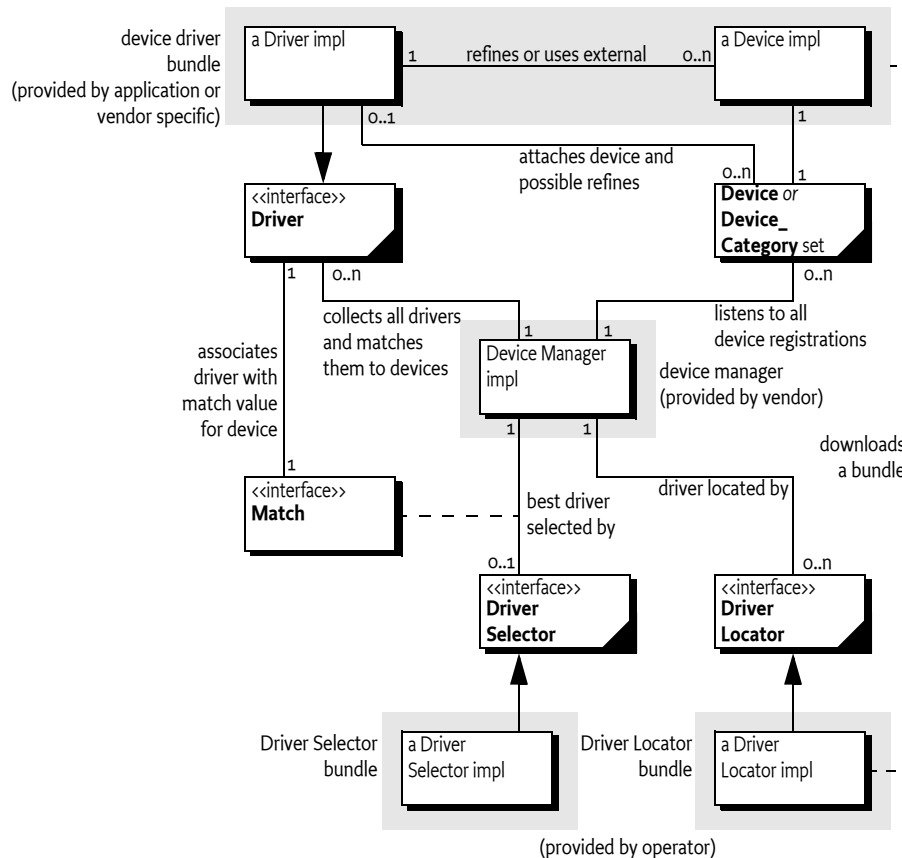 device driver
bundle
(provided by application or
vendor specific)
a Driver impl
1
refines or uses external
0..n
a Device impl
0..1
1
attaches device and
possible refines
0..n
1
<<interface>>
Driver
Device or
Device_
Category set
1
0..n
0..n
collects all drivers
and matches
them to devices
listens to all
device registrations
1
1
associates
driver with
match value
for device
Device Manager
impl
device manager
(provided by vendor)
1
1
downloads
a bundle
1
<<interface>>
Match
best driver
selected by
driver located by
0..1
0..n
<<interface>>
Driver
Selector
<<interface>>
Driver
Locator
Driver Selector
bundle
a Driver
Selector impl
Driver Locator
bundle
a Driver
Locator impl
(provided by operator)